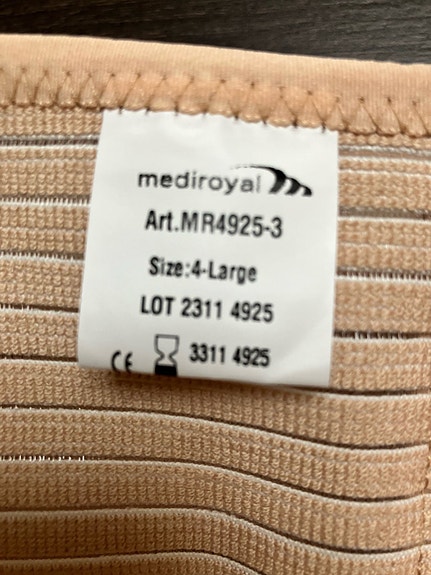 mediroyal
Art.MR4925-3
Size:4-Large
LOT 2311 4925
3311 4925
CE